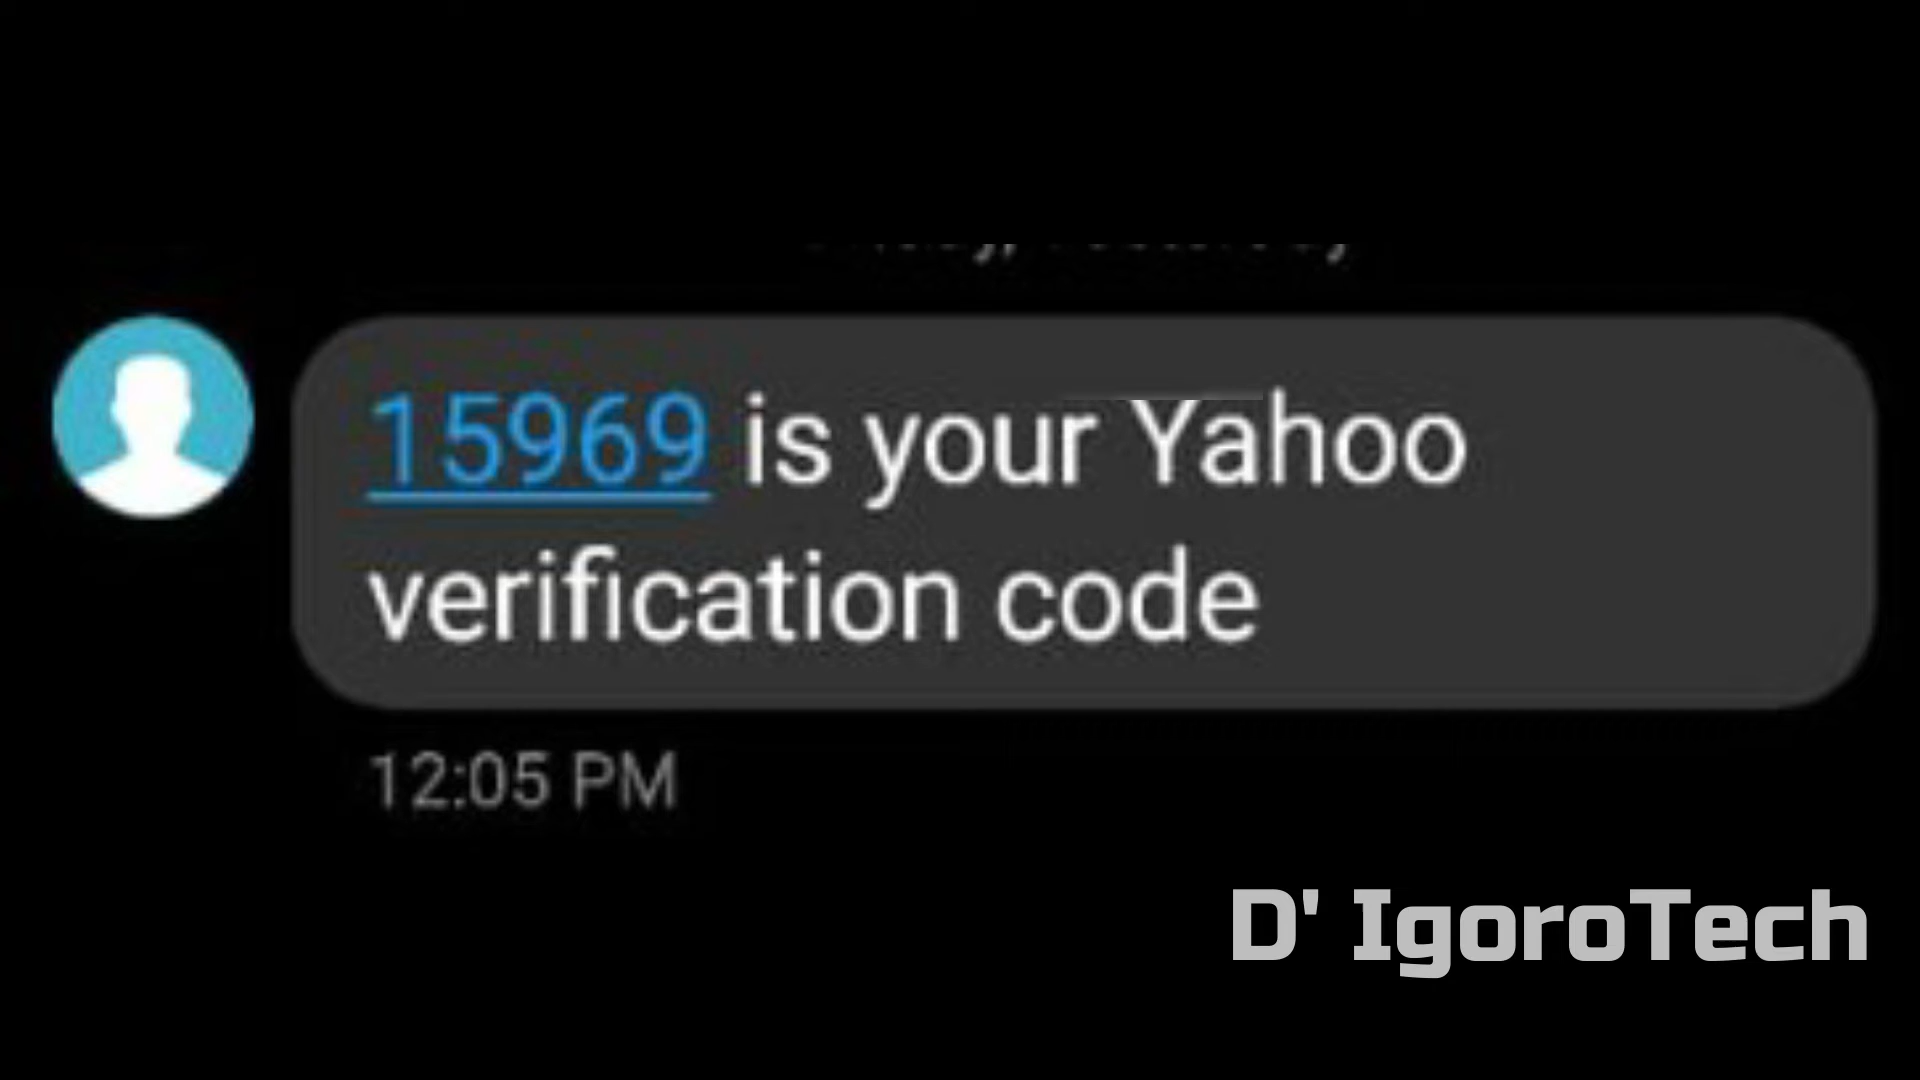 15969 is your Yahoo
verification code
12:05 PM
D' IgoroTech